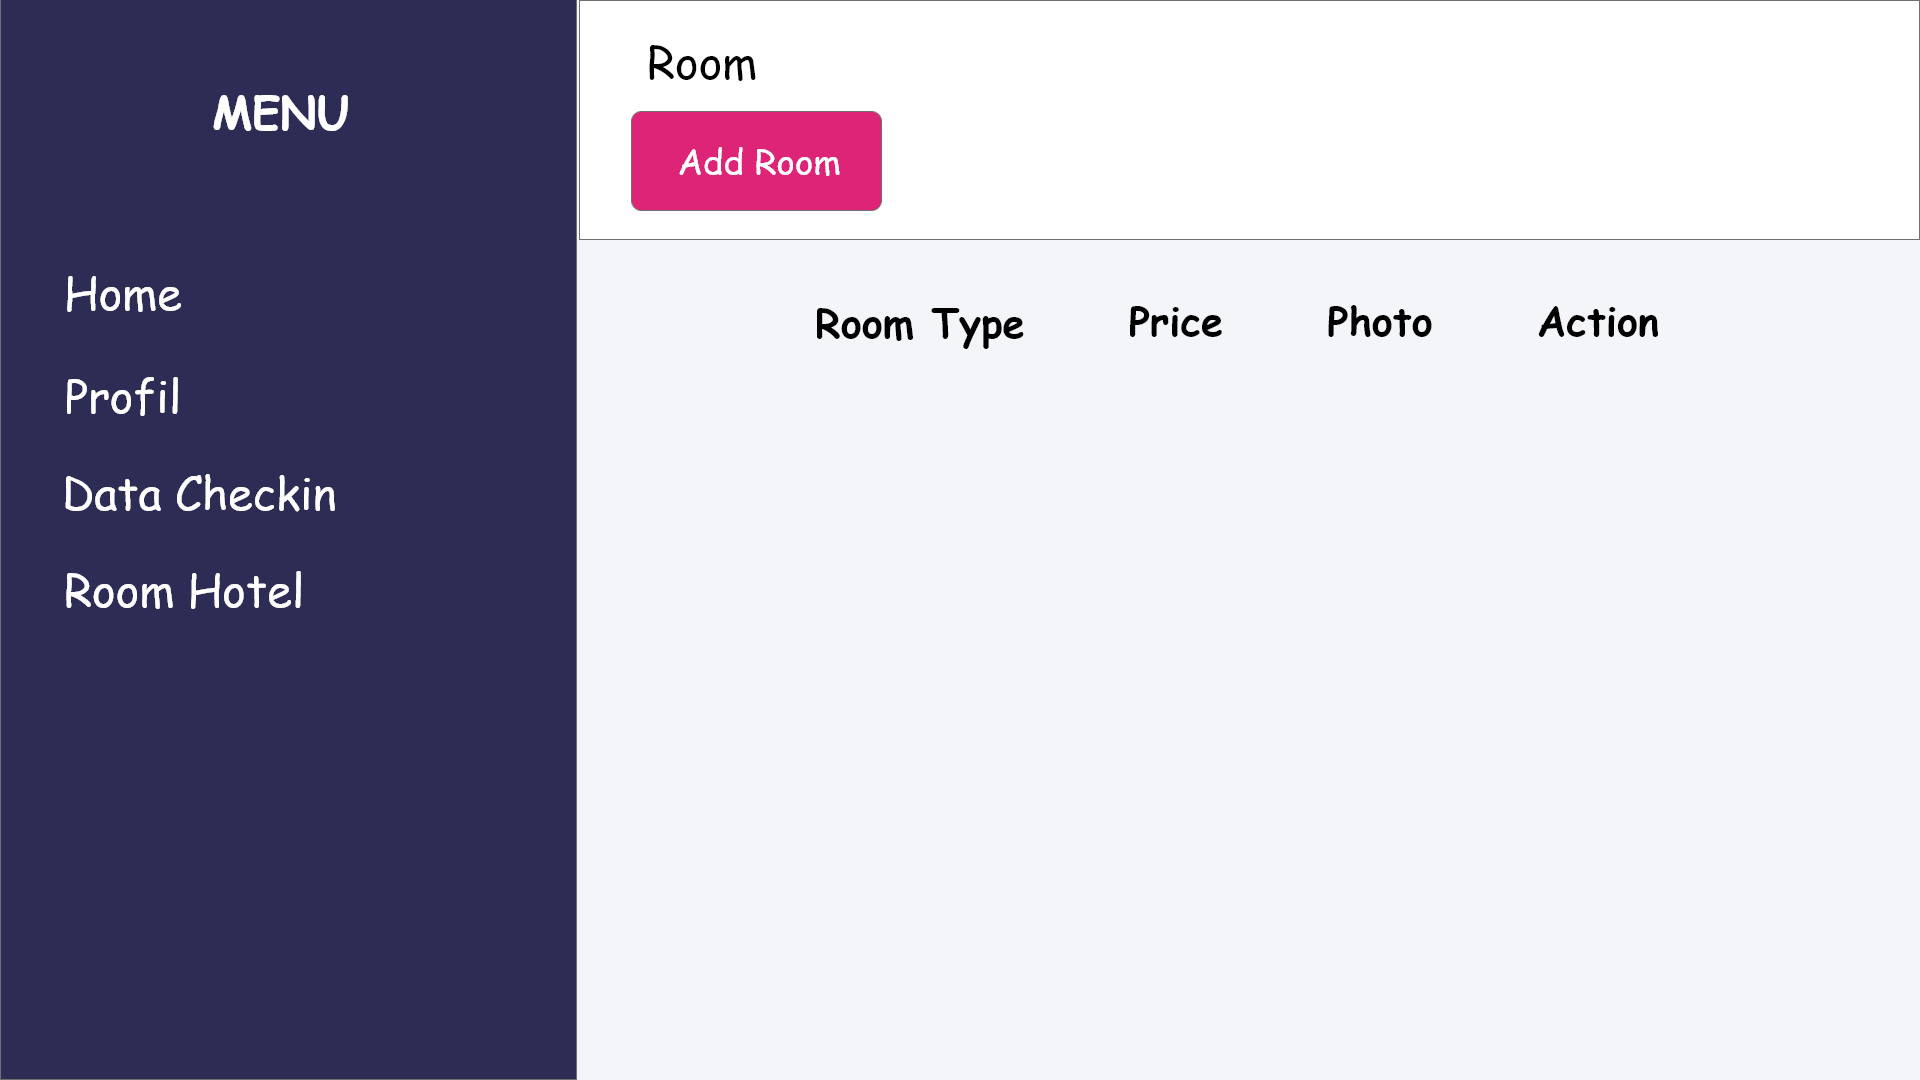 MENU
Home
Profil
Data Checkin
Room Hotel
Room
Add Room
Room Type Price Photo Action